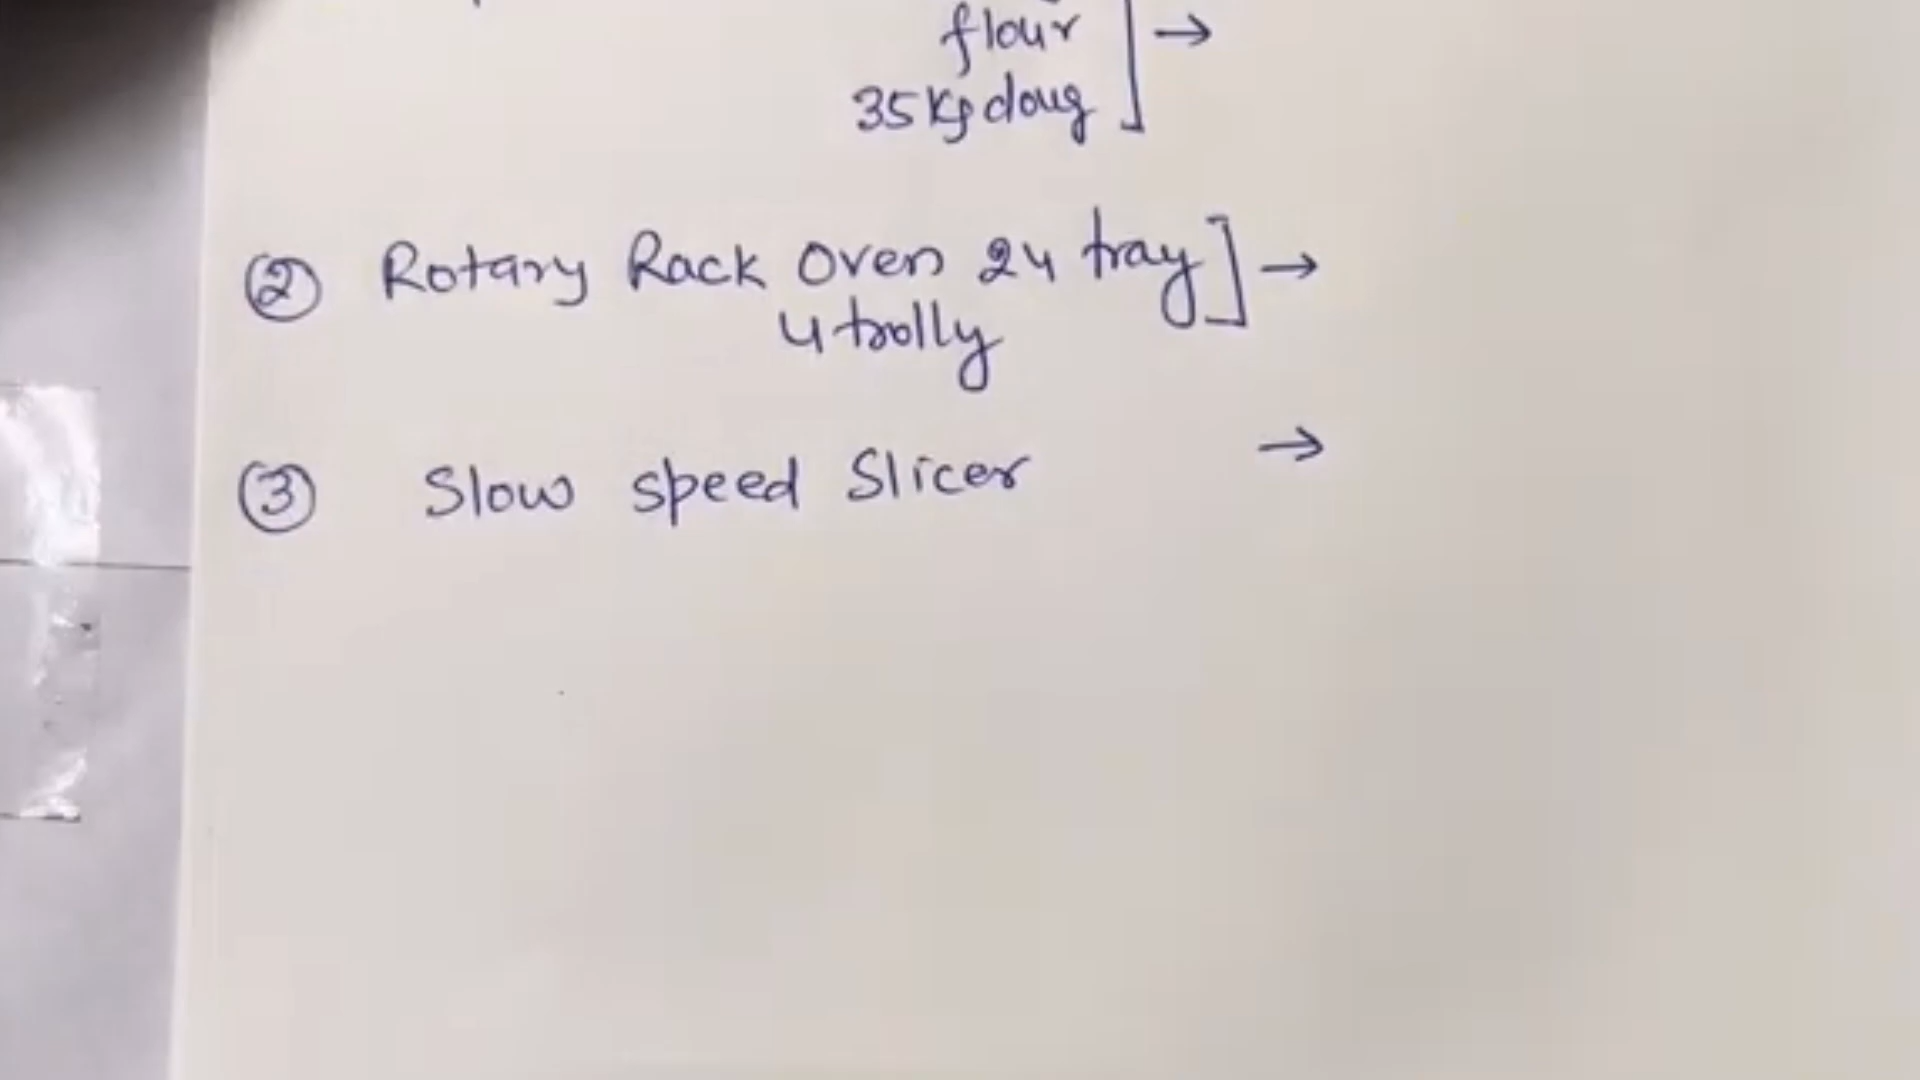 flour ] →
35 Kg doug
② Rotary Rack Oven 24 tray ] →
4 trolly
③ Slow speed Slicer →